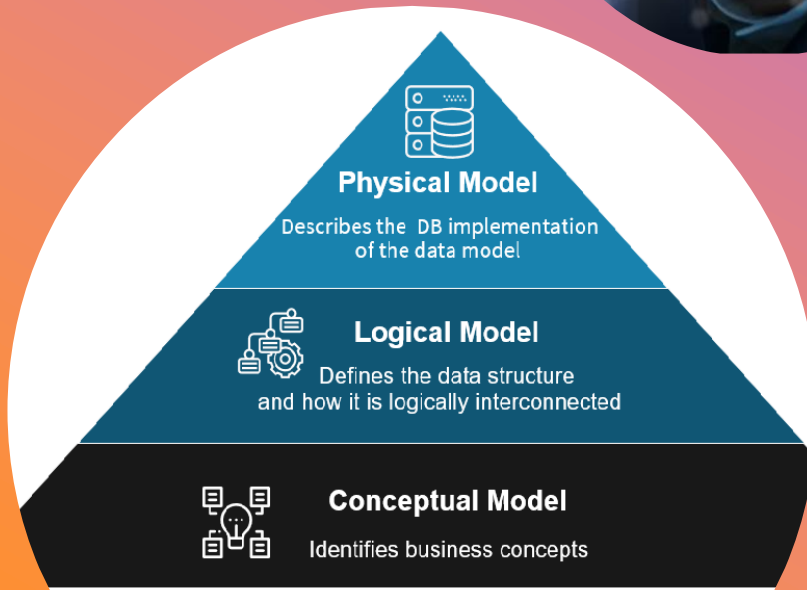 Physical Model
Describes the DB implementation
of the data model
Logical Model
Defines the data structure
and how it is logically interconnected
Conceptual Model
Identifies business concepts